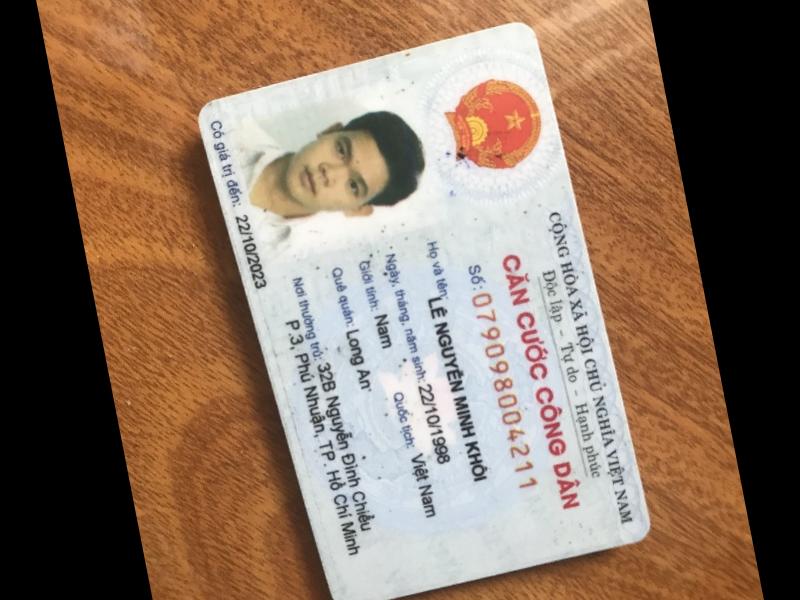 CỘNG HÒA XÃ HỘI CHỦ NGHĨA VIỆT NAM
Độc lập - Tự do - Hạnh phúc
CĂN CƯỚC CÔNG DÂN
Số: 079098004211
Họ và tên: LÊ NGUYỄN MINH KHÔI
Ngày, tháng, năm sinh: 22/10/1998
Giới tính: Nam Quốc tịch: Việt Nam
Quê quán: Long An
Nơi thường trú: 32B Nguyễn Đình Chiểu
P.3, Phú Nhuận, TP. Hồ Chí Minh
Có giá trị đến: 22/10/2023